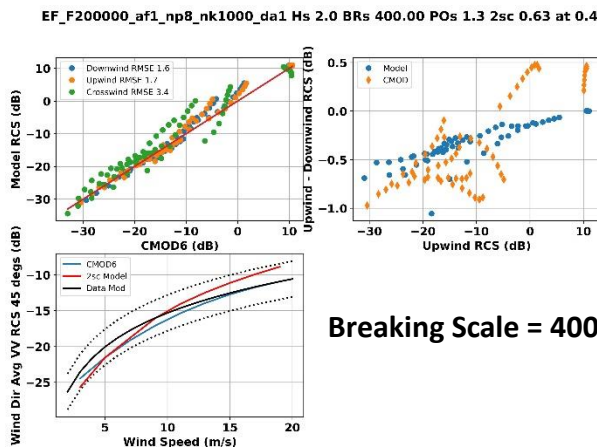 EF_F200000_af1_np8_nk1000_da1 Hs 2.0 BRs 400.00 POs 1.3 2sc 0.63 at 0.4
Downwind RMSE 1.6
Upwind RMSE 1.7
Crosswind RMSE 3.4
Model RCS (dB)
10
0
−10
−20
−30
−30 −20 −10 0 10
CMOD6 (dB)
Model
CMOD
Upwind - Downwind RCS (dB)
0.5
0.0
−0.5
−1.0
−30 −20 −10 0 10
Upwind RCS (dB)
CMOD6
2sc Model
Data Mod
Wind Dir Avg VV RCS 45 degs (dB)
−10
−15
−20
−25
5 10 15 20
Wind Speed (m/s)
Breaking Scale = 400